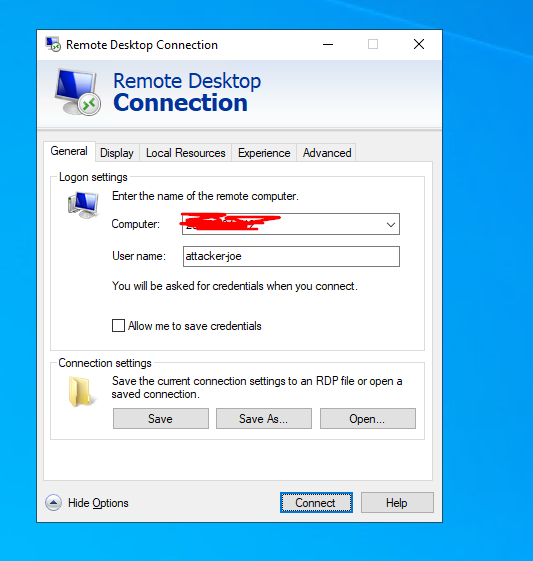 Remote Desktop Connection
Remote Desktop
Connection
General Display Local Resources Experience Advanced
Logon settings
Enter the name of the remote computer.
Computer:
User name: attacker-joe
You will be asked for credentials when you connect.
Allow me to save credentials
Connection settings
Save the current connection settings to an RDP file or open a
saved connection.
Save Save As... Open...
Hide Options Connect Help